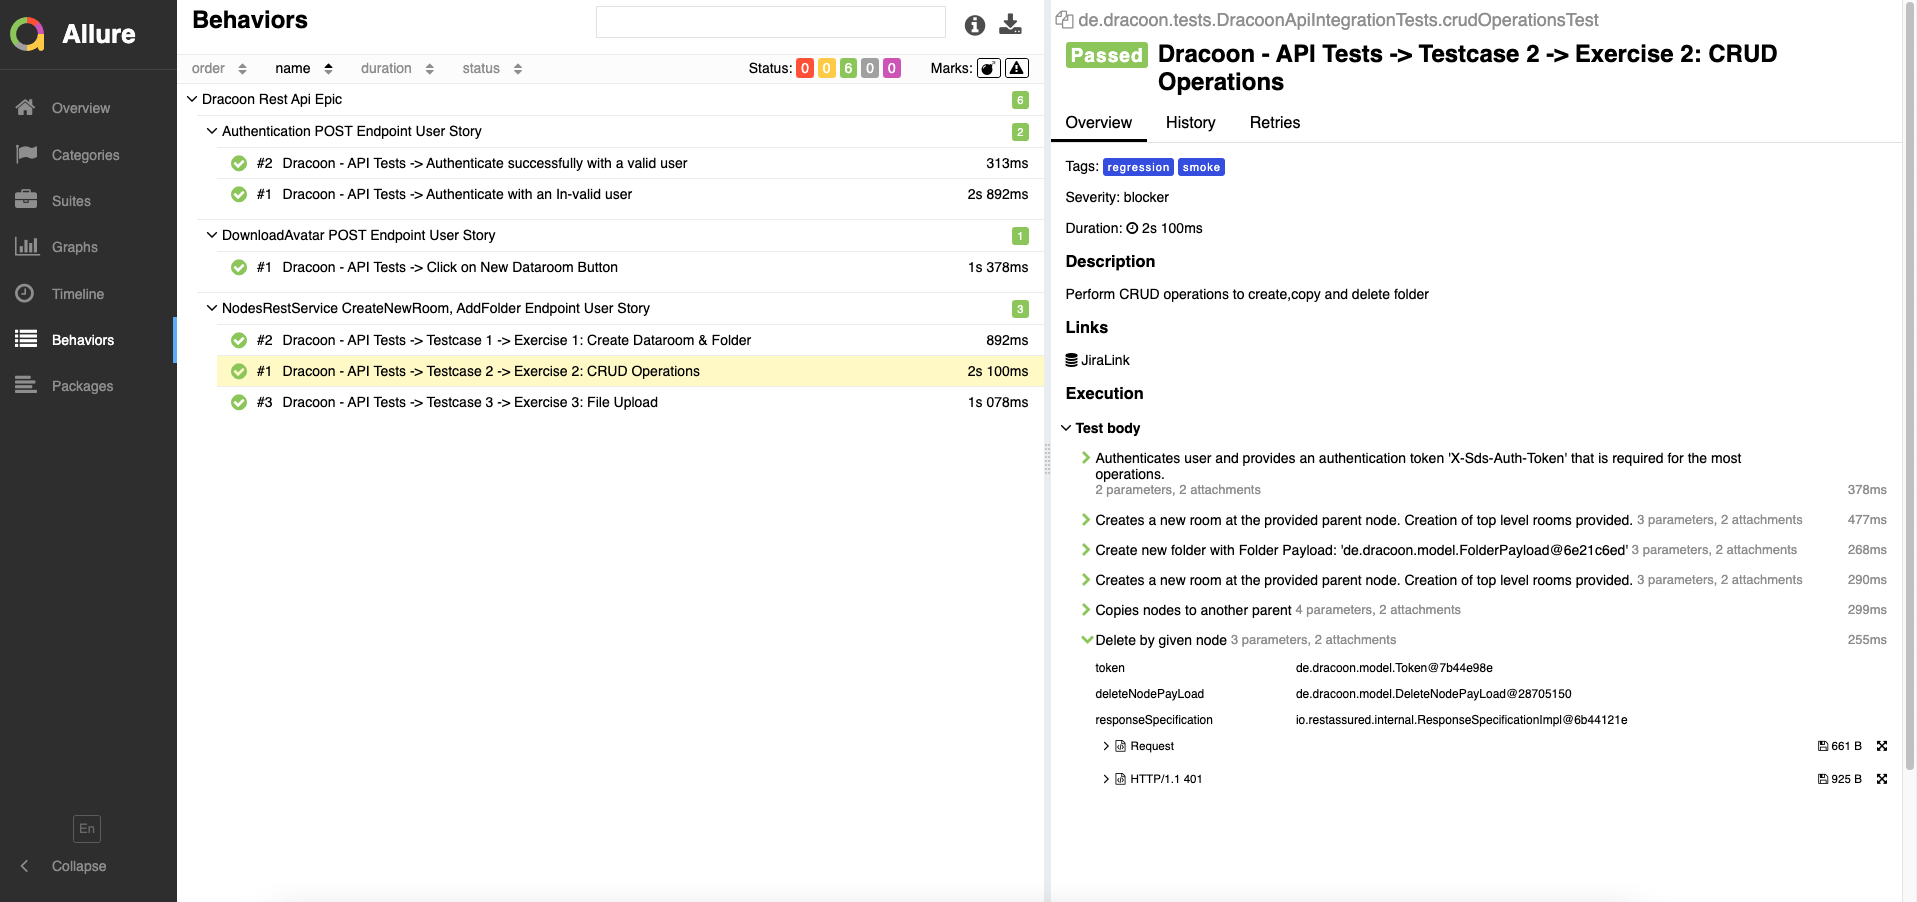 Allure
Overview
Categories
Suites
Graphs
Timeline
Behaviors
Packages
En
Collapse
Behaviors
order name duration status Status: 0 0 6 0 0 Marks:
Dracoon Rest Api Epic 6
Authentication POST Endpoint User Story 2
#2 Dracoon - API Tests -> Authenticate successfully with a valid user 313ms
#1 Dracoon - API Tests -> Authenticate with an In-valid user 2s 892ms
DownloadAvatar POST Endpoint User Story 1
#1 Dracoon - API Tests -> Click on New Dataroom Button 1s 378ms
NodesRestService CreateNewRoom, AddFolder Endpoint User Story 3
#2 Dracoon - API Tests -> Testcase 1 -> Exercise 1: Create Dataroom & Folder 892ms
#1 Dracoon - API Tests -> Testcase 2 -> Exercise 2: CRUD Operations 2s 100ms
#3 Dracoon - API Tests -> Testcase 3 -> Exercise 3: File Upload 1s 078ms
de.dracoon.tests.DracoonApiIntegrationTests.crudOperationsTest
Passed Dracoon - API Tests -> Testcase 2 -> Exercise 2: CRUD
Operations
Overview History Retries
Tags: regression smoke
Severity: blocker
Duration: 2s 100ms
Description
Perform CRUD operations to create,copy and delete folder
Links
JiraLink
Execution
Test body
Authenticates user and provides an authentication token 'X-Sds-Auth-Token' that is required for the most
operations.
2 parameters, 2 attachments 378ms
Creates a new room at the provided parent node. Creation of top level rooms provided. 3 parameters, 2 attachments 477ms
Create new folder with Folder Payload: 'de.dracoon.model.FolderPayload@6e21c6ed' 3 parameters, 2 attachments 268ms
Creates a new room at the provided parent node. Creation of top level rooms provided. 3 parameters, 2 attachments 290ms
Copies nodes to another parent 4 parameters, 2 attachments 299ms
Delete by given node 3 parameters, 2 attachments 255ms
token de.dracoon.model.Token@7b44e98e
deleteNodePayLoad de.dracoon.model.DeleteNodePayLoad@28705150
responseSpecification io.restassured.internal.ResponseSpecificationImpl@6b44121e
Request 661 B
HTTP/1.1 401 925 B